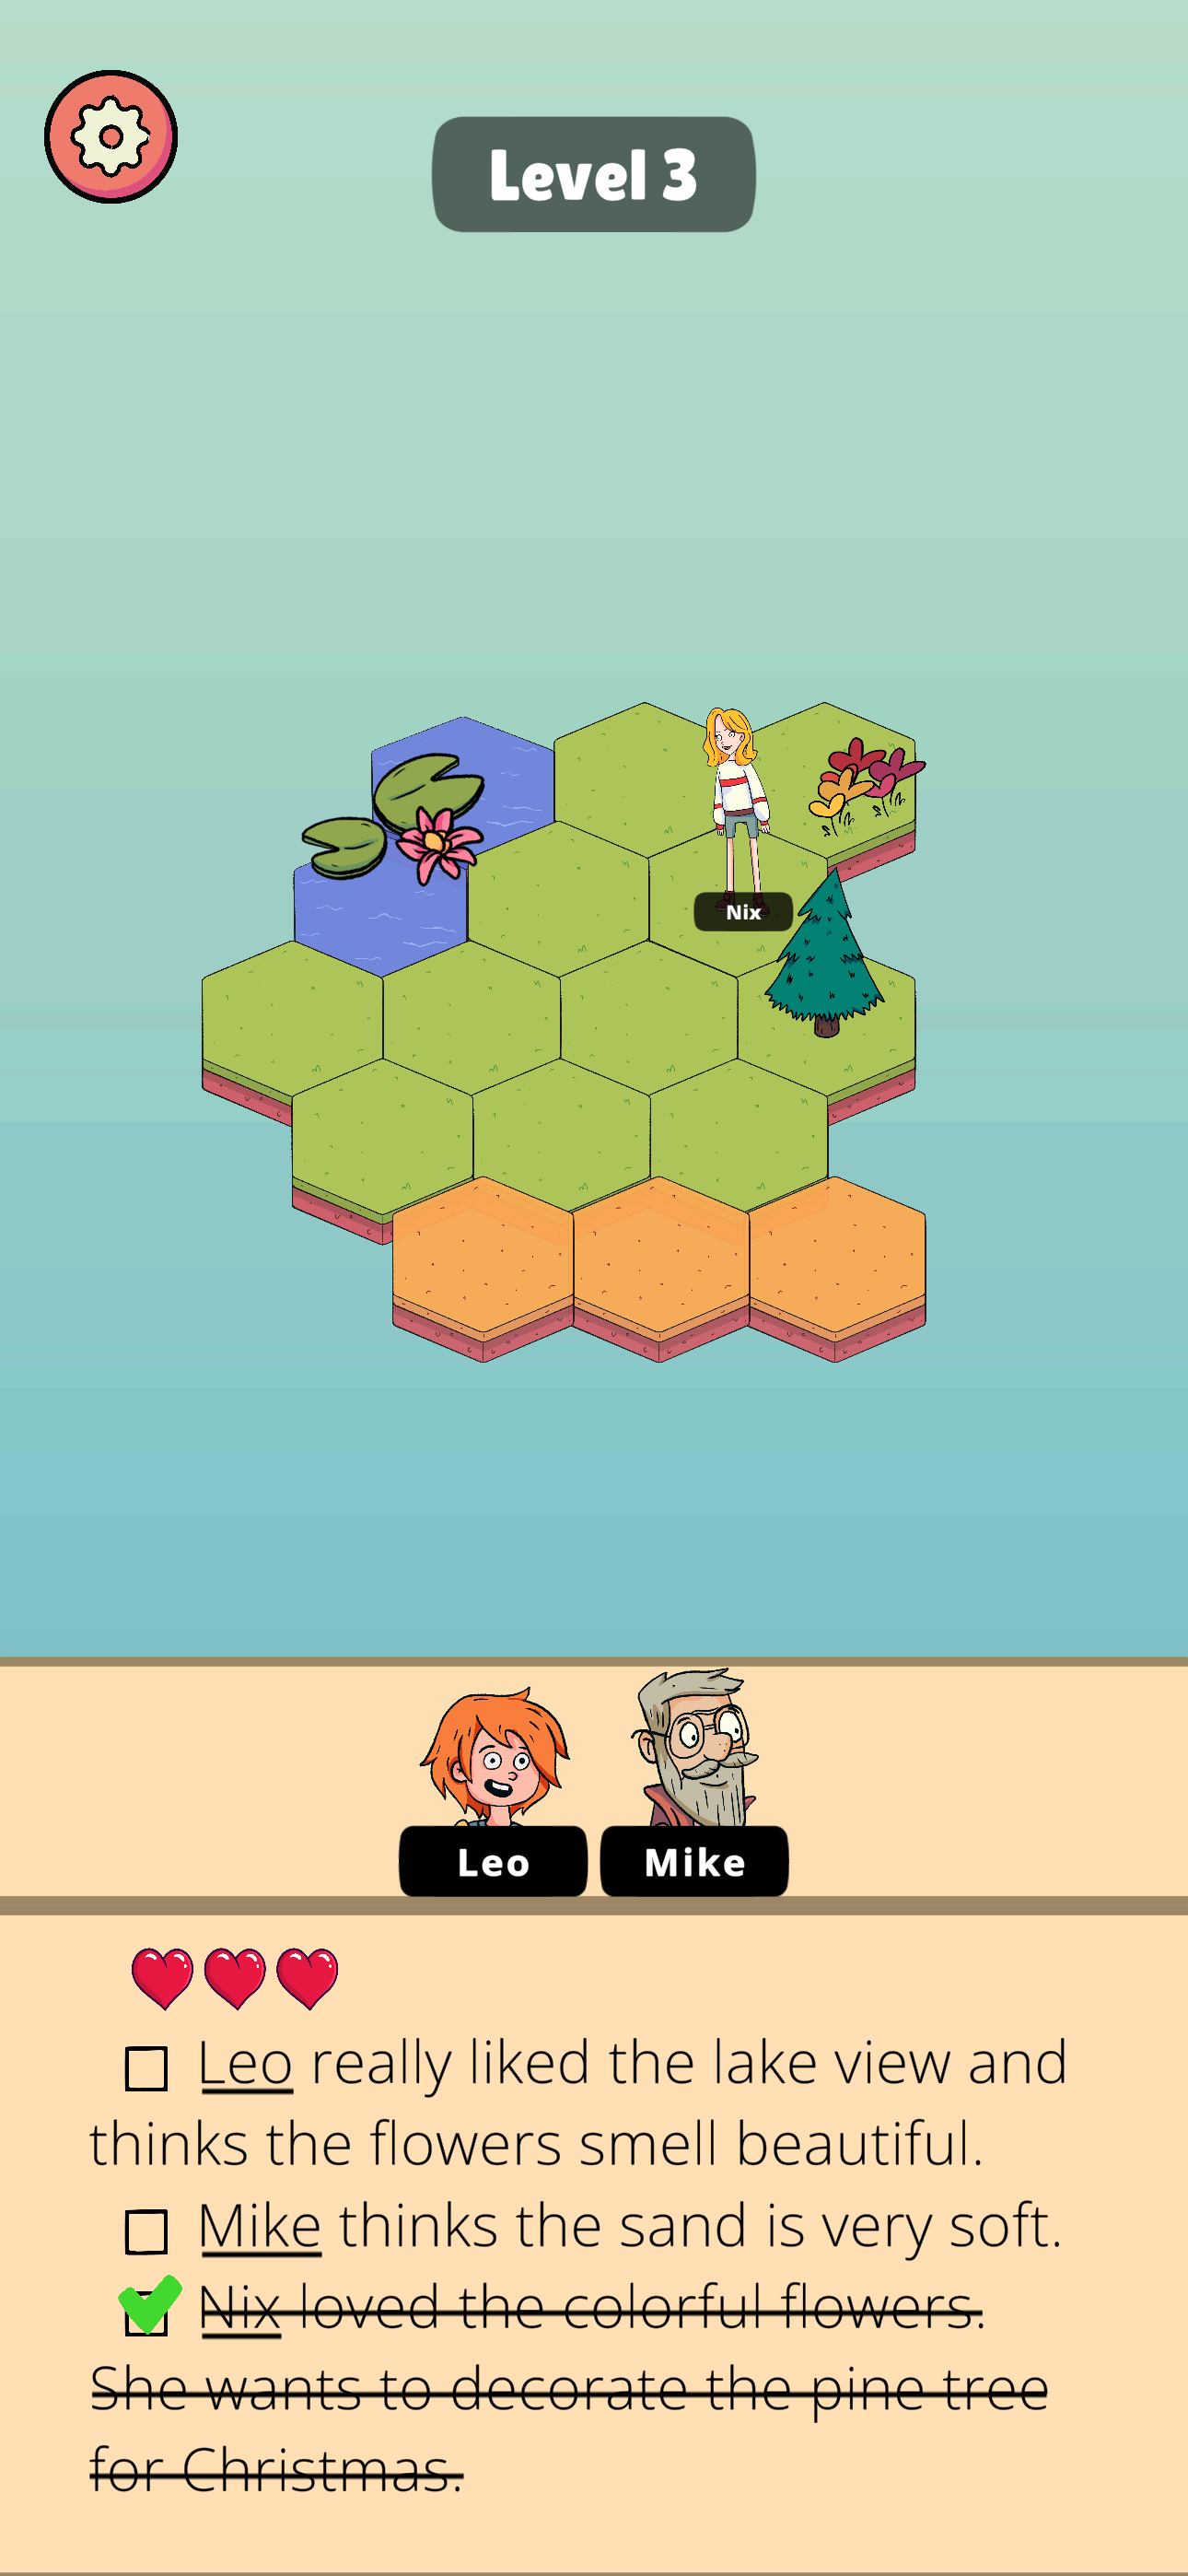 Level 3
Nix
Leo
Mike
Leo really liked the lake view and
thinks the flowers smell beautiful.
Mike thinks the sand is very soft.
Nix loved the colorful flowers.
She wants to decorate the pine tree
for Christmas.